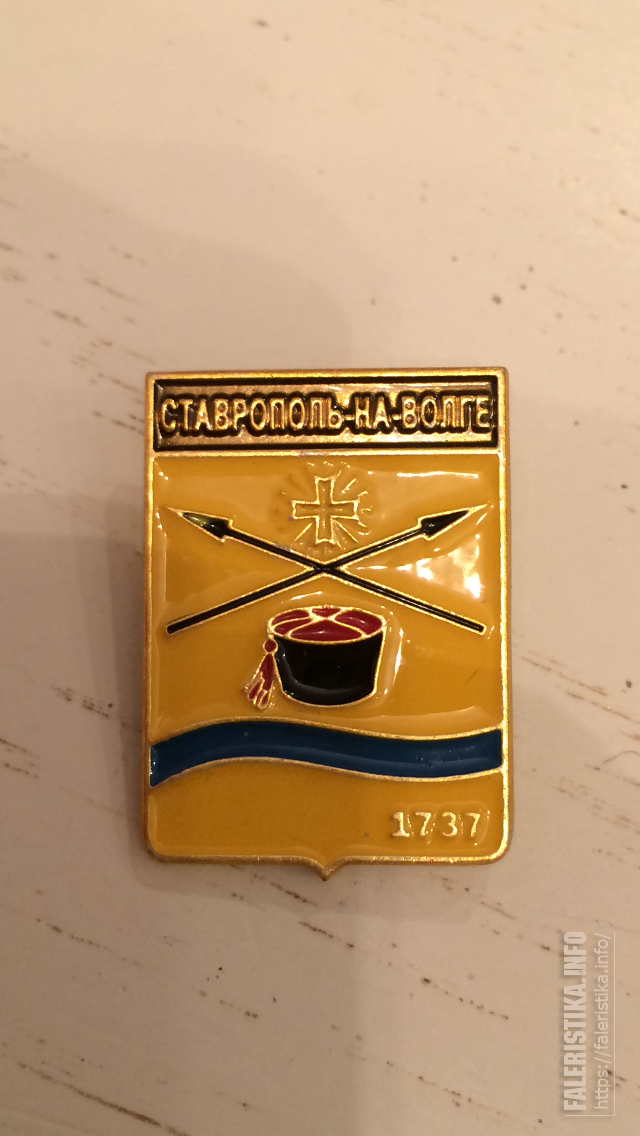 СТАВРОПОЛЬ-НА-ВОЛГЕ
1737
FALERISTIKA.INFO
https://faleristika.info/